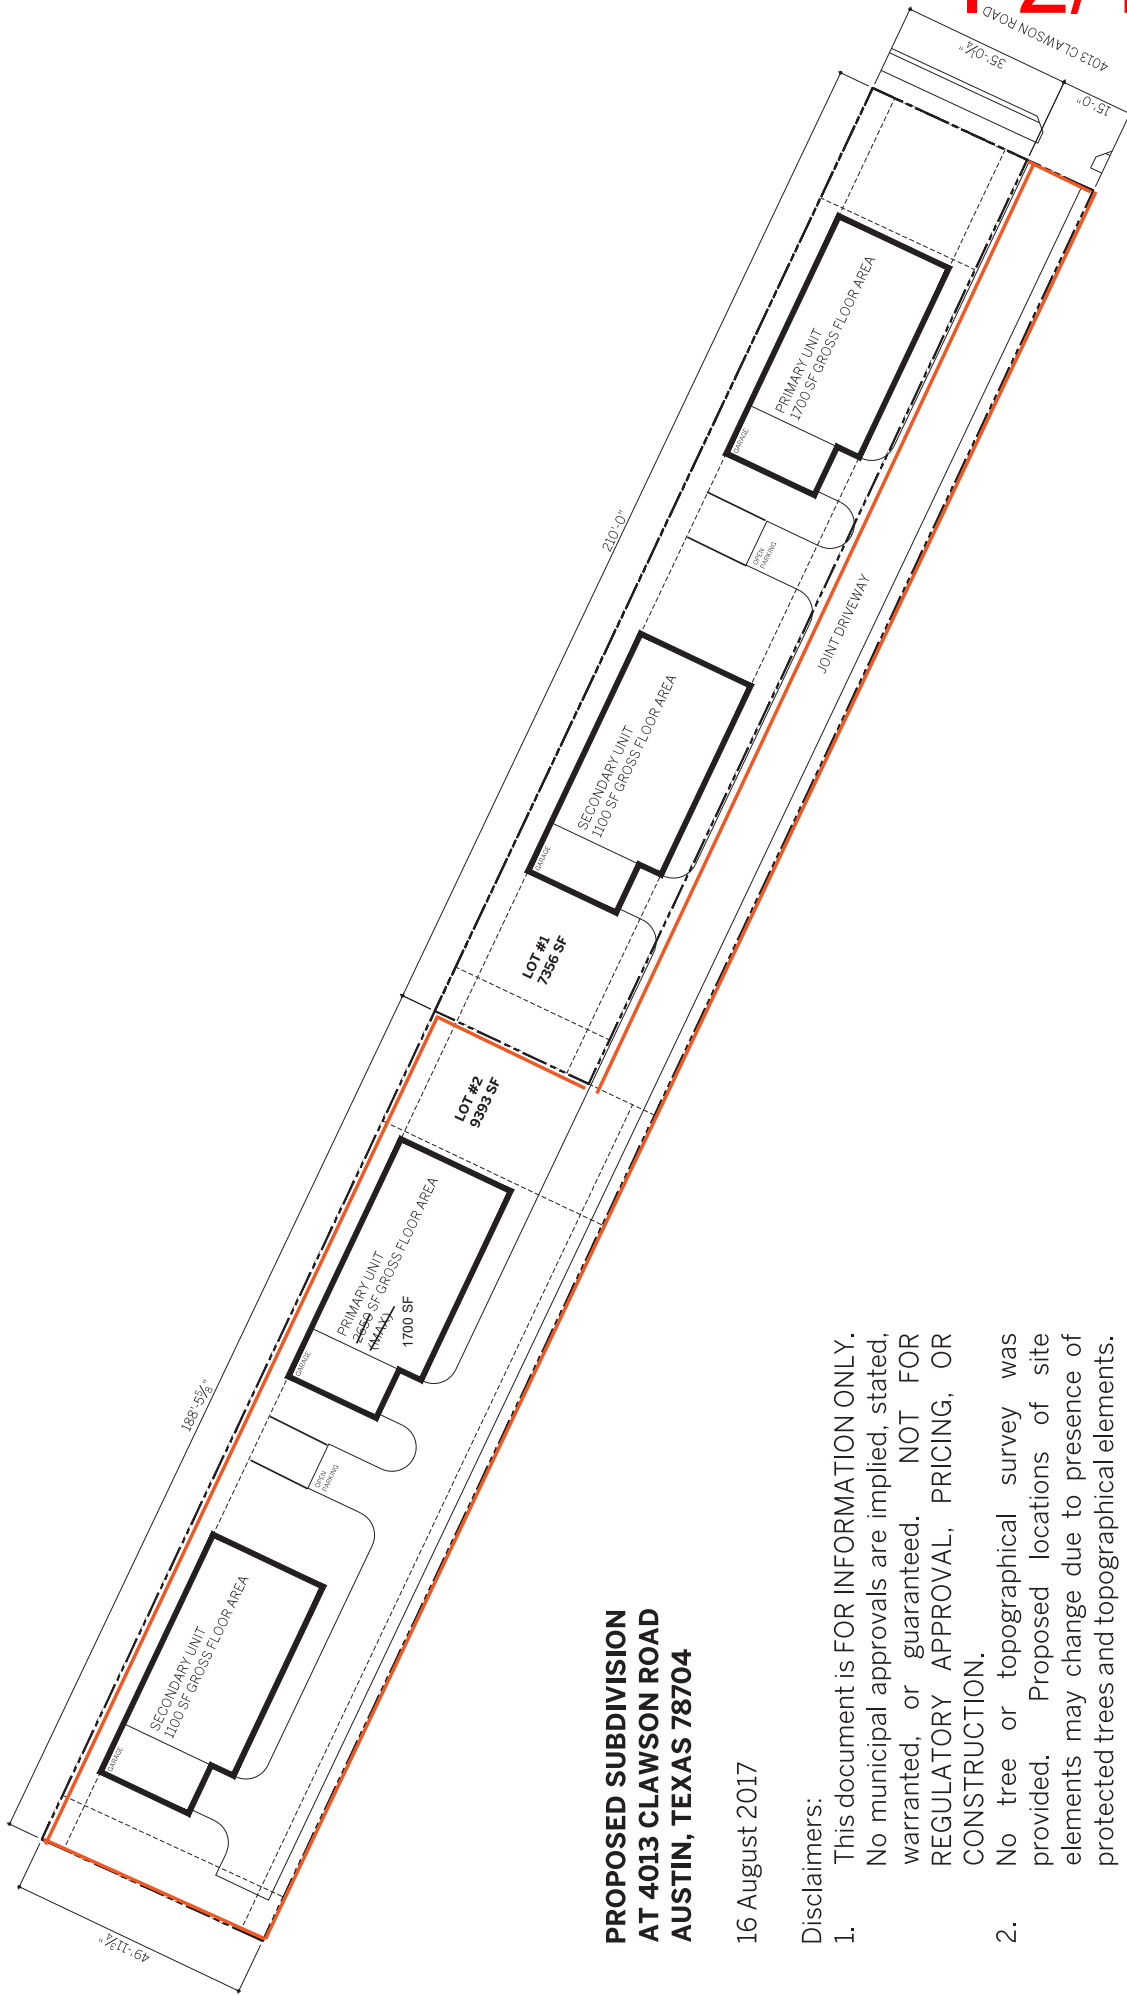 4013 CLAWSON ROAD
35'-0¼"
15'-0"
210'-0"
PRIMARY UNIT
1700 SF GROSS FLOOR AREA
GARAGE
OPEN
PARKING
JOINT DRIVEWAY
SECONDARY UNIT
1100 SF GROSS FLOOR AREA
GARAGE
LOT #1
7356 SF
LOT #2
9393 SF
PRIMARY UNIT
2650 SF GROSS FLOOR AREA
(MAX)
1700 SF
GARAGE
188'-5⅝"
OPEN
PARKING
SECONDARY UNIT
1100 SF GROSS FLOOR AREA
GARAGE
49'-11¾"
PROPOSED SUBDIVISION
AT 4013 CLAWSON ROAD
AUSTIN, TEXAS 78704
16 August 2017
Disclaimers:
1. This document is FOR INFORMATION ONLY.
No municipal approvals are implied, stated,
warranted, or guaranteed. NOT FOR
REGULATORY APPROVAL, PRICING, OR
CONSTRUCTION.
2. No tree or topographical survey was
provided. Proposed locations of site
elements may change due to presence of
protected trees and topographical elements.